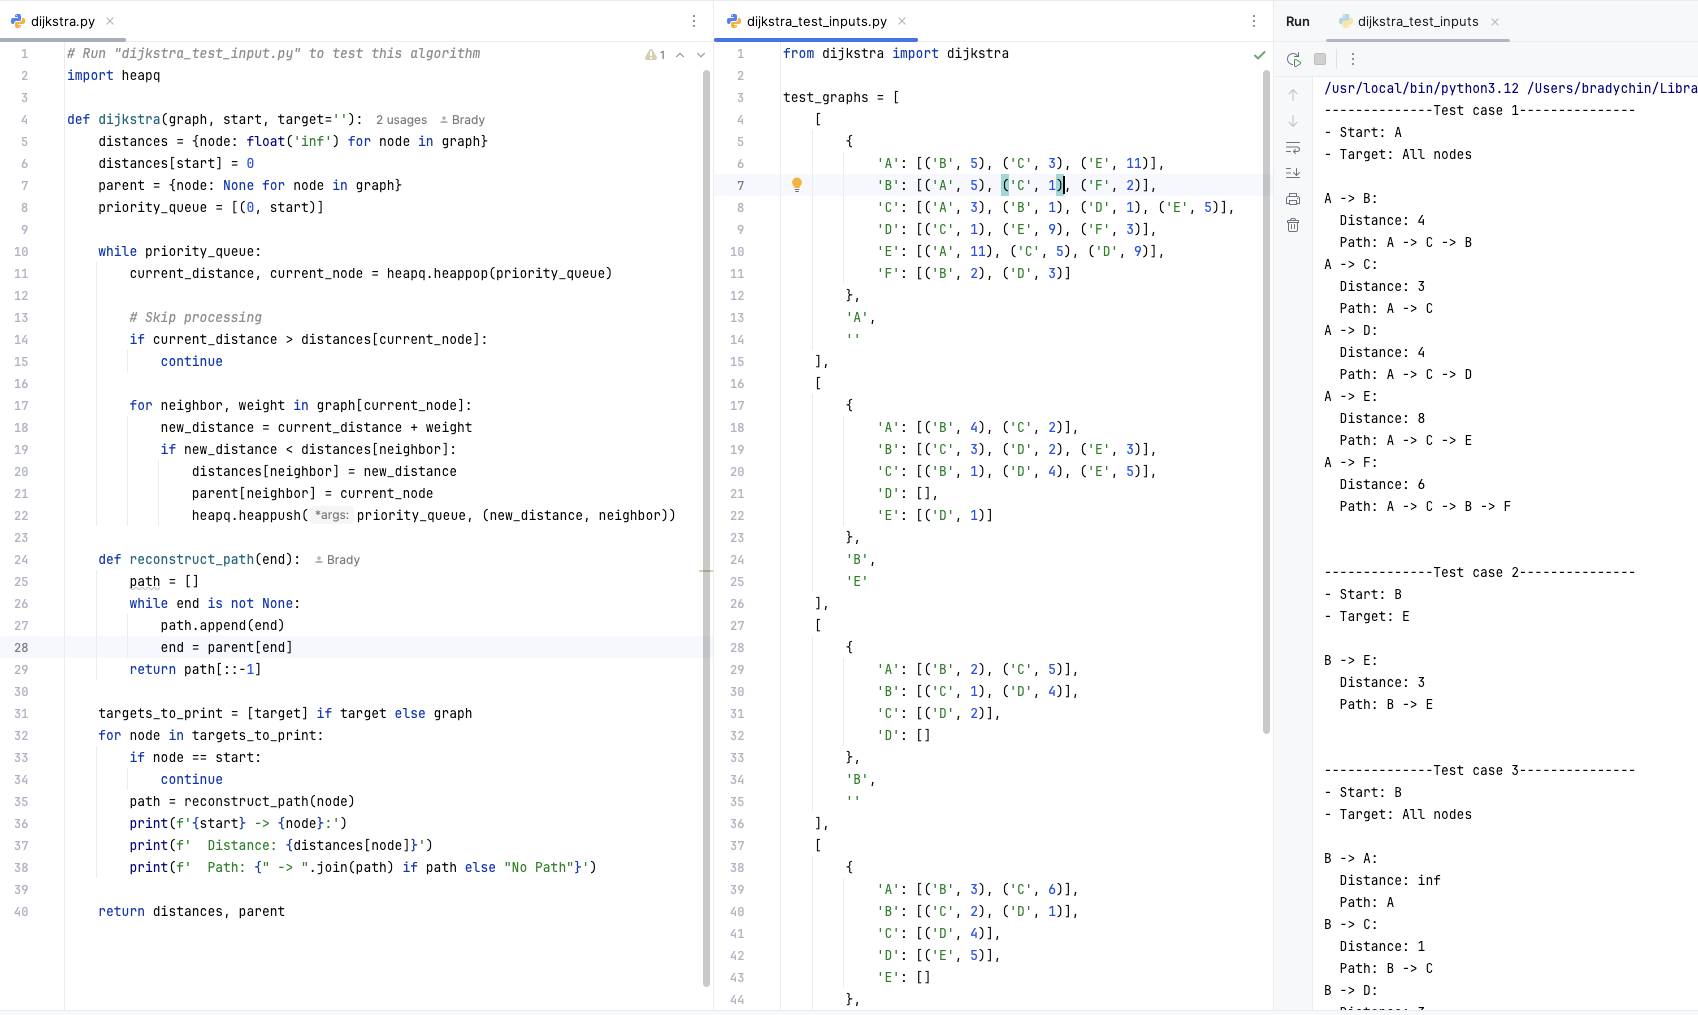 dijkstra.py
1 # Run "dijkstra_test_input.py" to test this algorithm
1
2 import heapq
3
4 def dijkstra(graph, start, target=''): 2 usages Brady
5 distances = {node: float('inf') for node in graph}
6 distances[start] = 0
7 parent = {node: None for node in graph}
8 priority_queue = [(0, start)]
9
10 while priority_queue:
11 current_distance, current_node = heapq.heappop(priority_queue)
12
13 # Skip processing
14 if current_distance > distances[current_node]:
15 continue
16
17 for neighbor, weight in graph[current_node]:
18 new_distance = current_distance + weight
19 if new_distance < distances[neighbor]:
20 distances[neighbor] = new_distance
21 parent[neighbor] = current_node
22 heapq.heappush( *args: priority_queue, (new_distance, neighbor))
23
24 def reconstruct_path(end): Brady
25 path = []
26 while end is not None:
27 path.append(end)
28 end = parent[end]
29 return path[::-1]
30
31 targets_to_print = [target] if target else graph
32 for node in targets_to_print:
33 if node == start:
34 continue
35 path = reconstruct_path(node)
36 print(f'{start} -> {node}:')
37 print(f'  Distance: {distances[node]}')
38 print(f'  Path: {" -> ".join(path) if path else "No Path"}')
39
40 return distances, parent
dijkstra_test_inputs.py
1 from dijkstra import dijkstra
2
3 test_graphs = [
4 [
5 {
6 'A': [('B', 5), ('C', 3), ('E', 11)],
7 'B': [('A', 5), ('C', 1), ('F', 2)],
8 'C': [('A', 3), ('B', 1), ('D', 1), ('E', 5)],
9 'D': [('C', 1), ('E', 9), ('F', 3)],
10 'E': [('A', 11), ('C', 5), ('D', 9)],
11 'F': [('B', 2), ('D', 3)]
12 },
13 'A',
14 ''
15 ],
16 [
17 {
18 'A': [('B', 4), ('C', 2)],
19 'B': [('C', 3), ('D', 2), ('E', 3)],
20 'C': [('B', 1), ('D', 4), ('E', 5)],
21 'D': [],
22 'E': [('D', 1)]
23 },
24 'B',
25 'E'
26 ],
27 [
28 {
29 'A': [('B', 2), ('C', 5)],
30 'B': [('C', 1), ('D', 4)],
31 'C': [('D', 2)],
32 'D': []
33 },
34 'B',
35 ''
36 ],
37 [
38 {
39 'A': [('B', 3), ('C', 6)],
40 'B': [('C', 2), ('D', 1)],
41 'C': [('D', 4)],
42 'D': [('E', 5)],
43 'E': []
44 },
Run dijkstra_test_inputs
/usr/local/bin/python3.12 /Users/bradychin/Libra
--------------Test case 1---------------
- Start: A
- Target: All nodes
A -> B:
Distance: 4
Path: A -> C -> B
A -> C:
Distance: 3
Path: A -> C
A -> D:
Distance: 4
Path: A -> C -> D
A -> E:
Distance: 8
Path: A -> C -> E
A -> F:
Distance: 6
Path: A -> C -> B -> F
--------------Test case 2---------------
- Start: B
- Target: E
B -> E:
Distance: 3
Path: B -> E
--------------Test case 3---------------
- Start: B
- Target: All nodes
B -> A:
Distance: inf
Path: A
B -> C:
Distance: 1
Path: B -> C
B -> D: